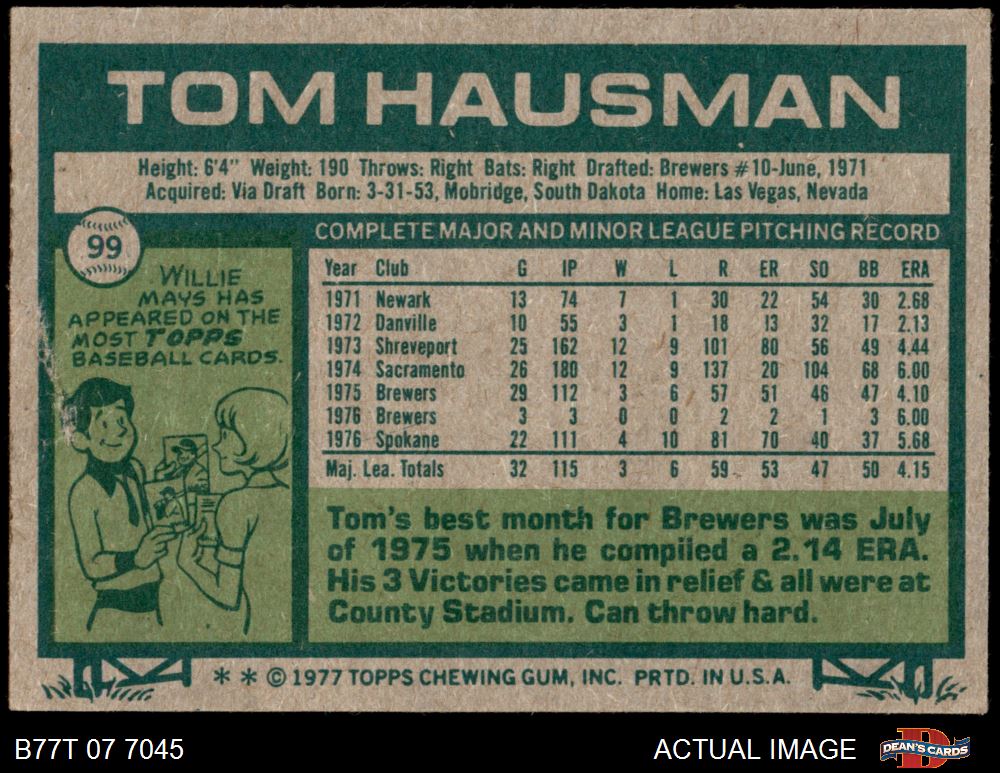 TOM HAUSMAN
Height: 6'4" Weight: 190 Throws: Right Bats: Right Drafted: Brewers #10-June, 1971
Acquired: Via Draft Born: 3-31-53, Mobridge, South Dakota Home: Las Vegas, Nevada
99
WILLIE
MAYS HAS
APPEARED ON THE
MOST TOPPS
BASEBALL CARDS.
COMPLETE MAJOR AND MINOR LEAGUE PITCHING RECORD
Year Club G IP W L R ER SO BB ERA
1971 Newark 13 74 7 1 30 22 54 30 2.68
1972 Danville 10 55 3 1 18 13 32 17 2.13
1973 Shreveport 25 162 12 9 101 80 56 49 4.44
1974 Sacramento 26 180 12 9 137 20 104 68 6.00
1975 Brewers 29 112 3 6 57 51 46 47 4.10
1976 Brewers 3 3 0 0 2 2 1 3 6.00
1976 Spokane 22 111 4 10 81 70 40 37 5.68
Maj. Lea. Totals 32 115 3 6 59 53 47 50 4.15
Tom's best month for Brewers was July
of 1975 when he compiled a 2.14 ERA.
His 3 Victories came in relief & all were at
County Stadium. Can throw hard.
* * © 1977 TOPPS CHEWING GUM, INC. PRTD. IN U.S.A.
B77T 07 7045 ACTUAL IMAGE DEAN'S CARDS